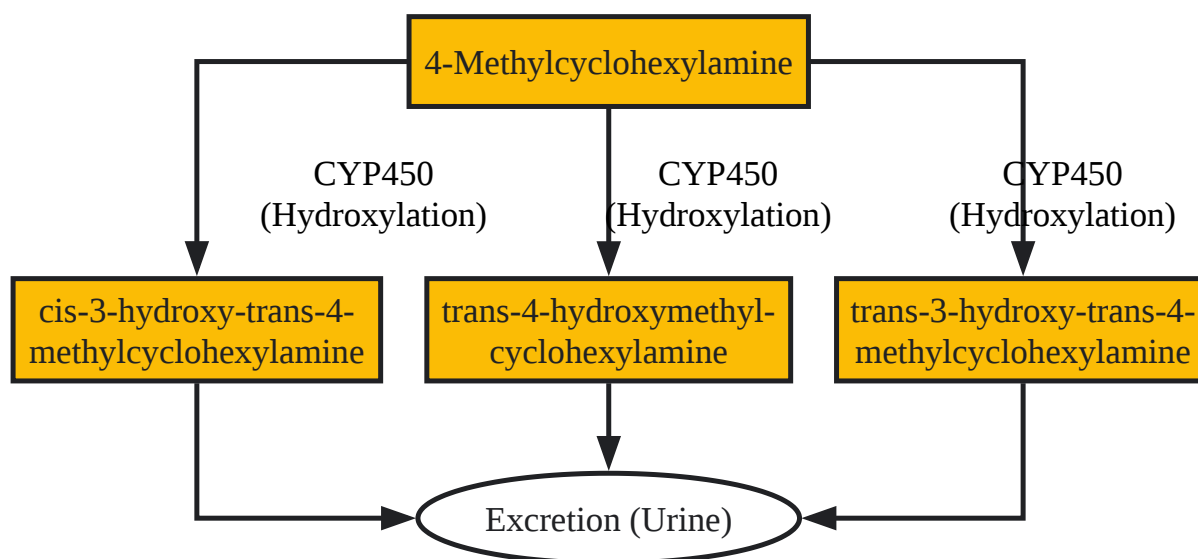 4-Methylcyclohexylamine
CYP450
(Hydroxylation)
CYP450
(Hydroxylation)
CYP450
(Hydroxylation)
cis-3-hydroxy-trans-4-
methylcyclohexylamine
trans-4-hydroxymethyl-
cyclohexylamine
trans-3-hydroxy-trans-4-
methylcyclohexylamine
Excretion (Urine)